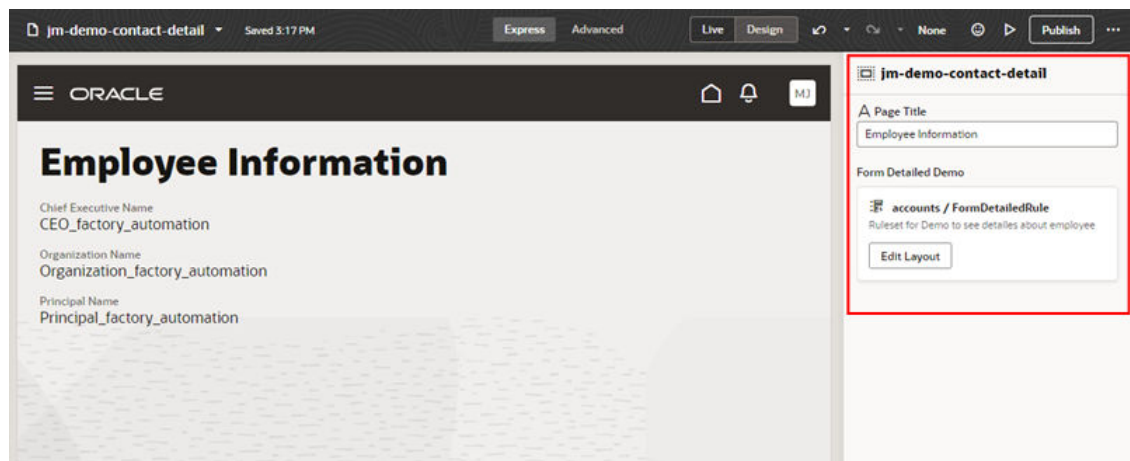 jm-demo-contact-detail Saved 3:17 PM Express Advanced Live Design None Publish
ORACLE MJ
Employee Information
Chief Executive Name
CEO_factory_automation
Organization Name
Organization_factory_automation
Principal Name
Principal_factory_automation
jm-demo-contact-detail
Page Title
Employee Information
Form Detailed Demo
accounts / FormDetailedRule
Ruleset for Demo to see detailes about employee
Edit Layout